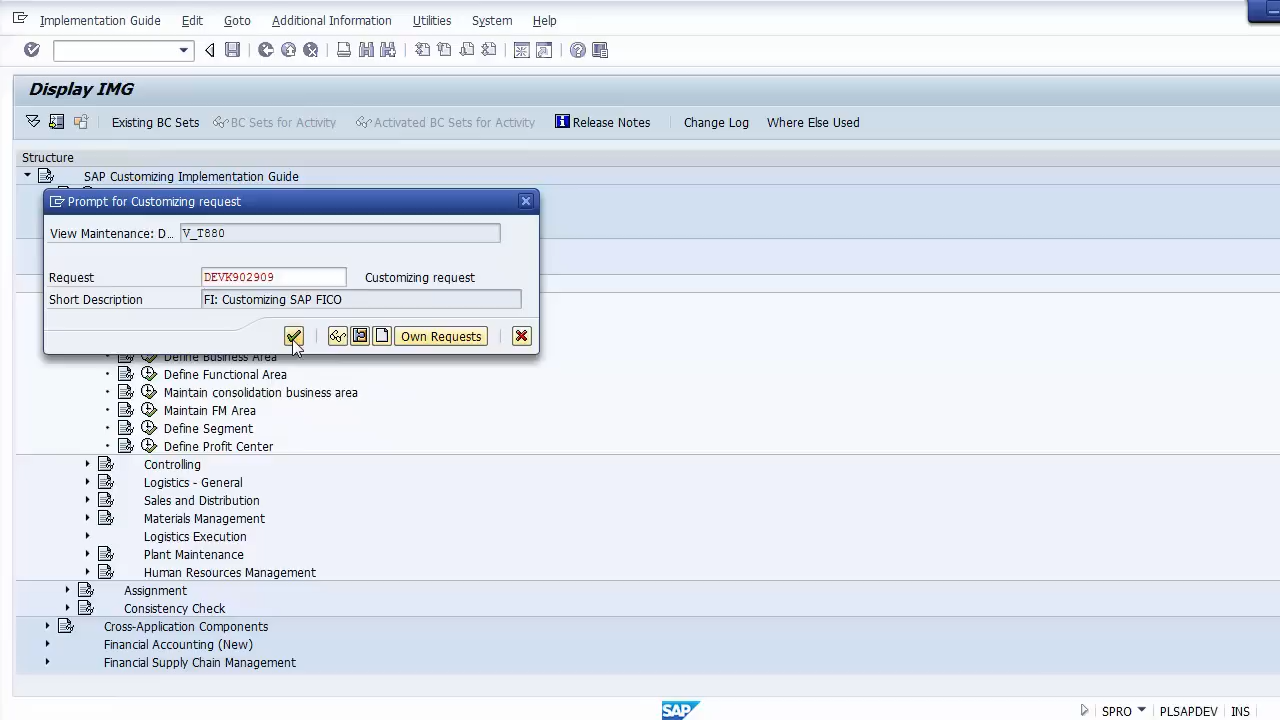 Implementation Guide Edit Goto Additional Information Utilities System Help
Display IMG
Existing BC Sets BC Sets for Activity Activated BC Sets for Activity Release Notes Change Log Where Else Used
Structure
SAP Customizing Implementation Guide
Prompt for Customizing request
View Maintenance: D... V_T880
Request DEVK902909 Customizing request
Short Description FI: Customizing SAP FICO
Own Requests
Define Business Area
Define Functional Area
Maintain consolidation business area
Maintain FM Area
Define Segment
Define Profit Center
Controlling
Logistics - General
Sales and Distribution
Materials Management
Logistics Execution
Plant Maintenance
Human Resources Management
Assignment
Consistency Check
Cross-Application Components
Financial Accounting (New)
Financial Supply Chain Management
SAP SPRO PLSAPDEV INS